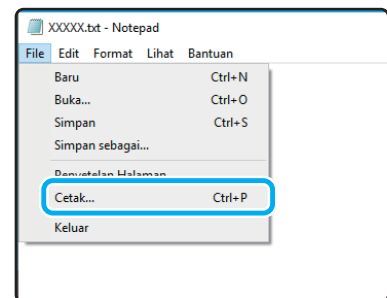 XXXXX.txt - Notepad
File Edit Format Lihat Bantuan
Baru Ctrl+N
Buka... Ctrl+O
Simpan Ctrl+S
Simpan sebagai...
Penyetelan Halaman
Cetak... Ctrl+P
Keluar